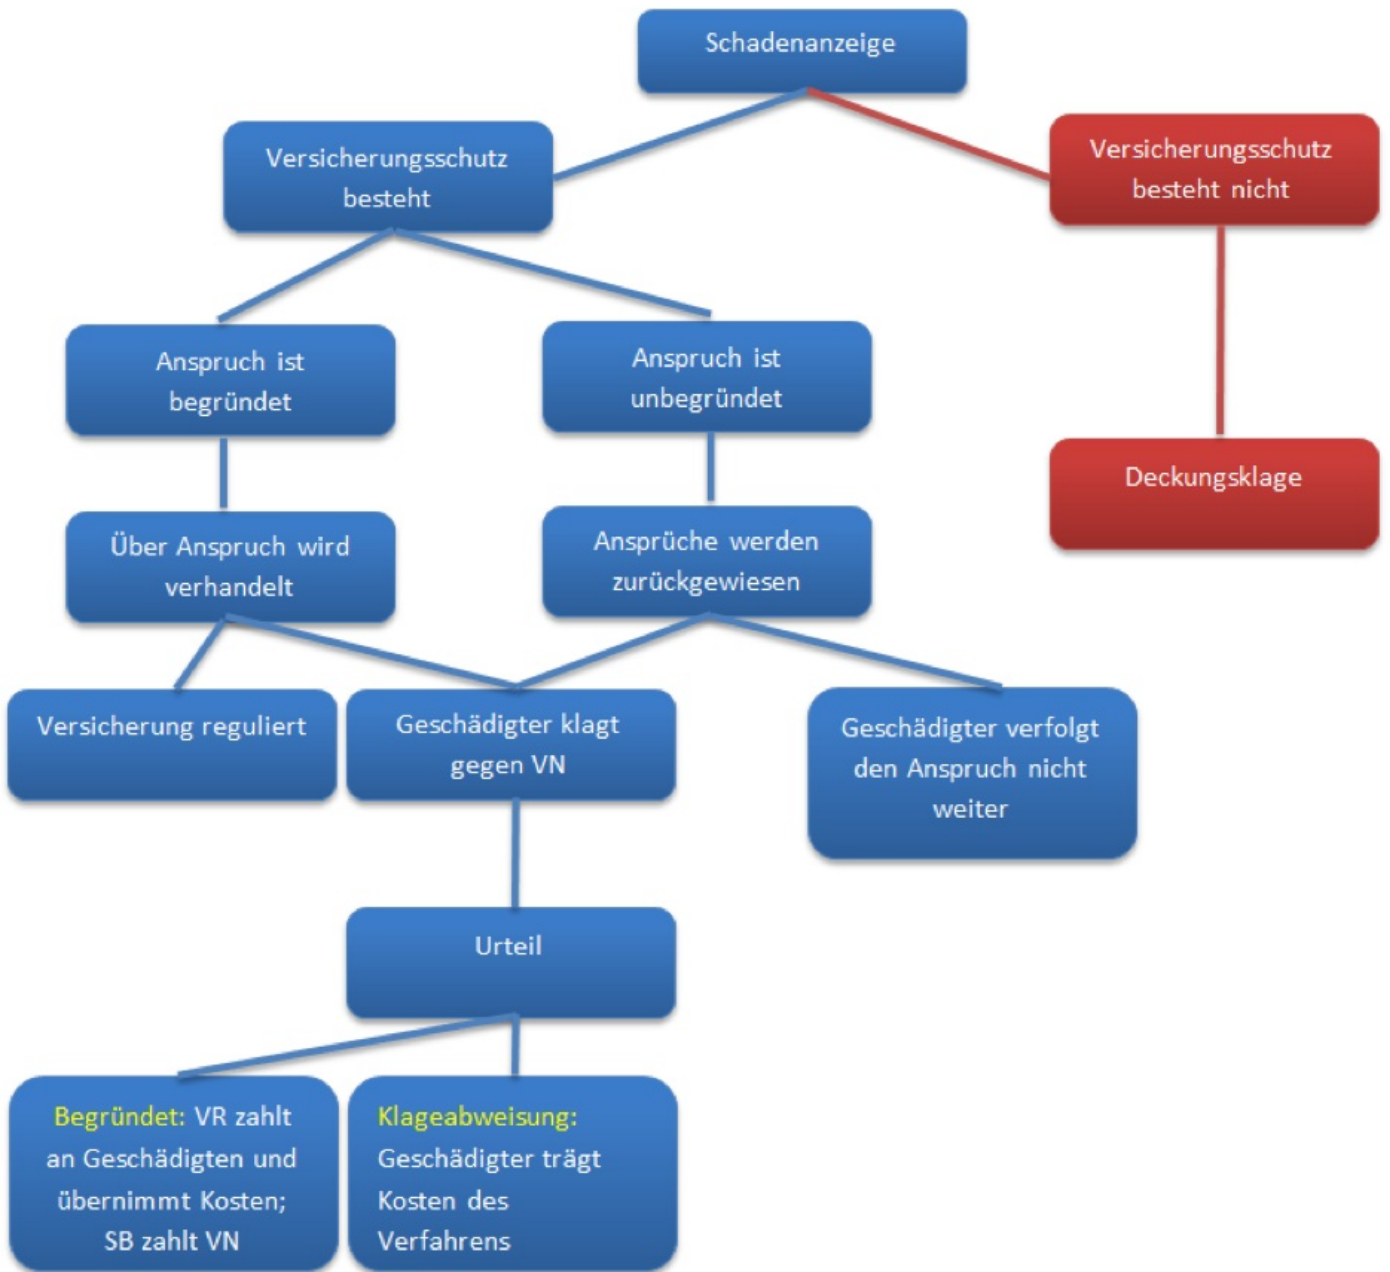 Schadenanzeige
Versicherungsschutz
besteht
Versicherungsschutz
besteht nicht
Anspruch ist
begründet
Anspruch ist
unbegründet
Deckungsklage
Über Anspruch wird
verhandelt
Ansprüche werden
zurückgewiesen
Versicherung reguliert
Geschädigter klagt
gegen VN
Geschädigter verfolgt
den Anspruch nicht
weiter
Urteil
Begründet: VR zahlt
an Geschädigten und
übernimmt Kosten;
SB zahlt VN
Klageabweisung:
Geschädigter trägt
Kosten des
Verfahrens